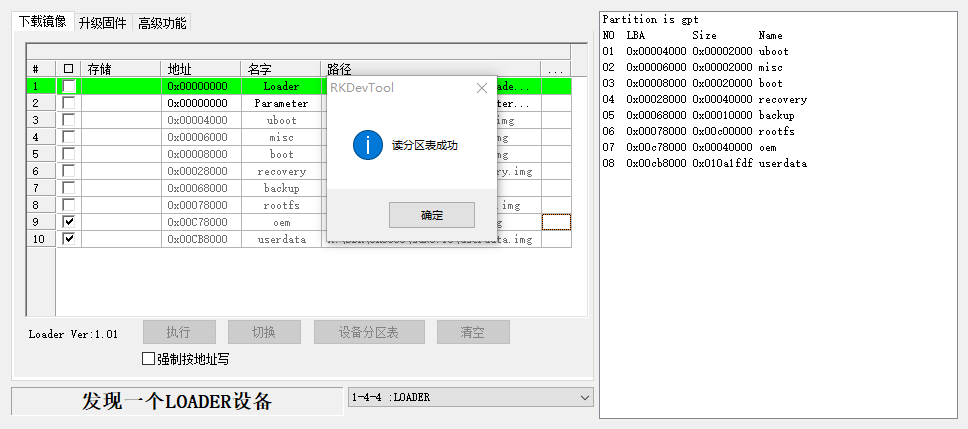 下载镜像 升级固件 高级功能
# 存储 地址 名字 路径 ...
1 0x00000000 Loader ade...
2 0x00000000 Parameter ter...
3 0x00004000 uboot img
4 0x00006000 misc
5 0x00008000 boot
6 0x00028000 recovery ry.img
7 0x00068000 backup
8 0x00078000 rootfs .img
9 0x00C78000 oem
10 0x00CB8000 userdata .img
RKDevTool
读分区表成功
确定
Loader Ver:1.01 执行 切换 设备分区表 清空
强制按地址写
发现一个LOADER设备 1-4-4 :LOADER
Partition is gpt
NO LBA Size Name
01 0x00004000 0x00002000 uboot
02 0x00006000 0x00002000 misc
03 0x00008000 0x00020000 boot
04 0x00028000 0x00040000 recovery
05 0x00068000 0x00010000 backup
06 0x00078000 0x00c00000 rootfs
07 0x00c78000 0x00040000 oem
08 0x00cb8000 0x010a1fdf userdata